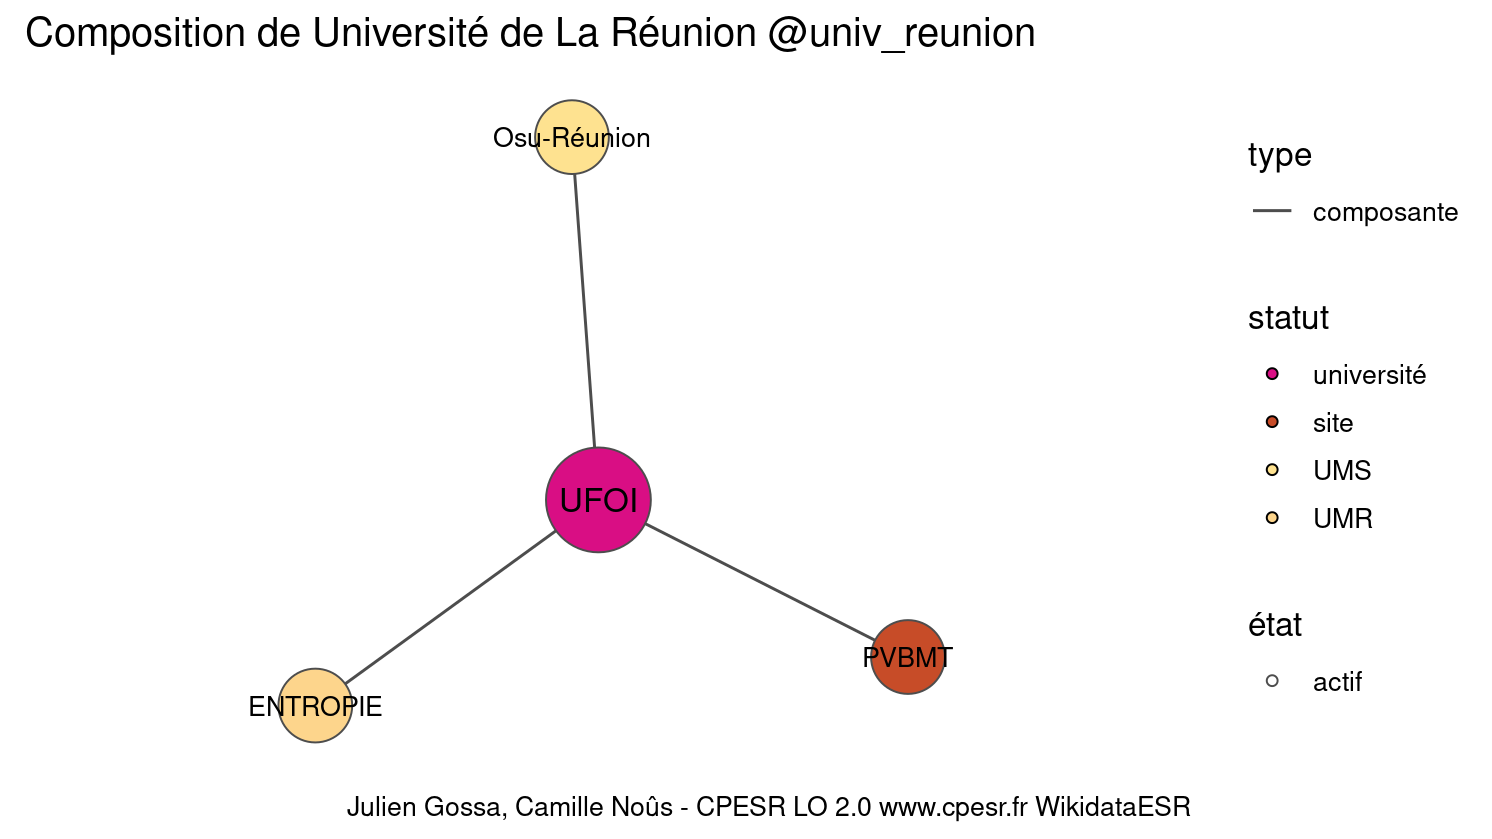 Composition de Université de La Réunion @univ_reunion
Osu-Réunion
UFOI
PVBMT
ENTROPIE
type
composante
statut
université
site
UMS
UMR
état
actif
Julien Gossa, Camille Noûs - CPESR LO 2.0 www.cpesr.fr WikidataESR